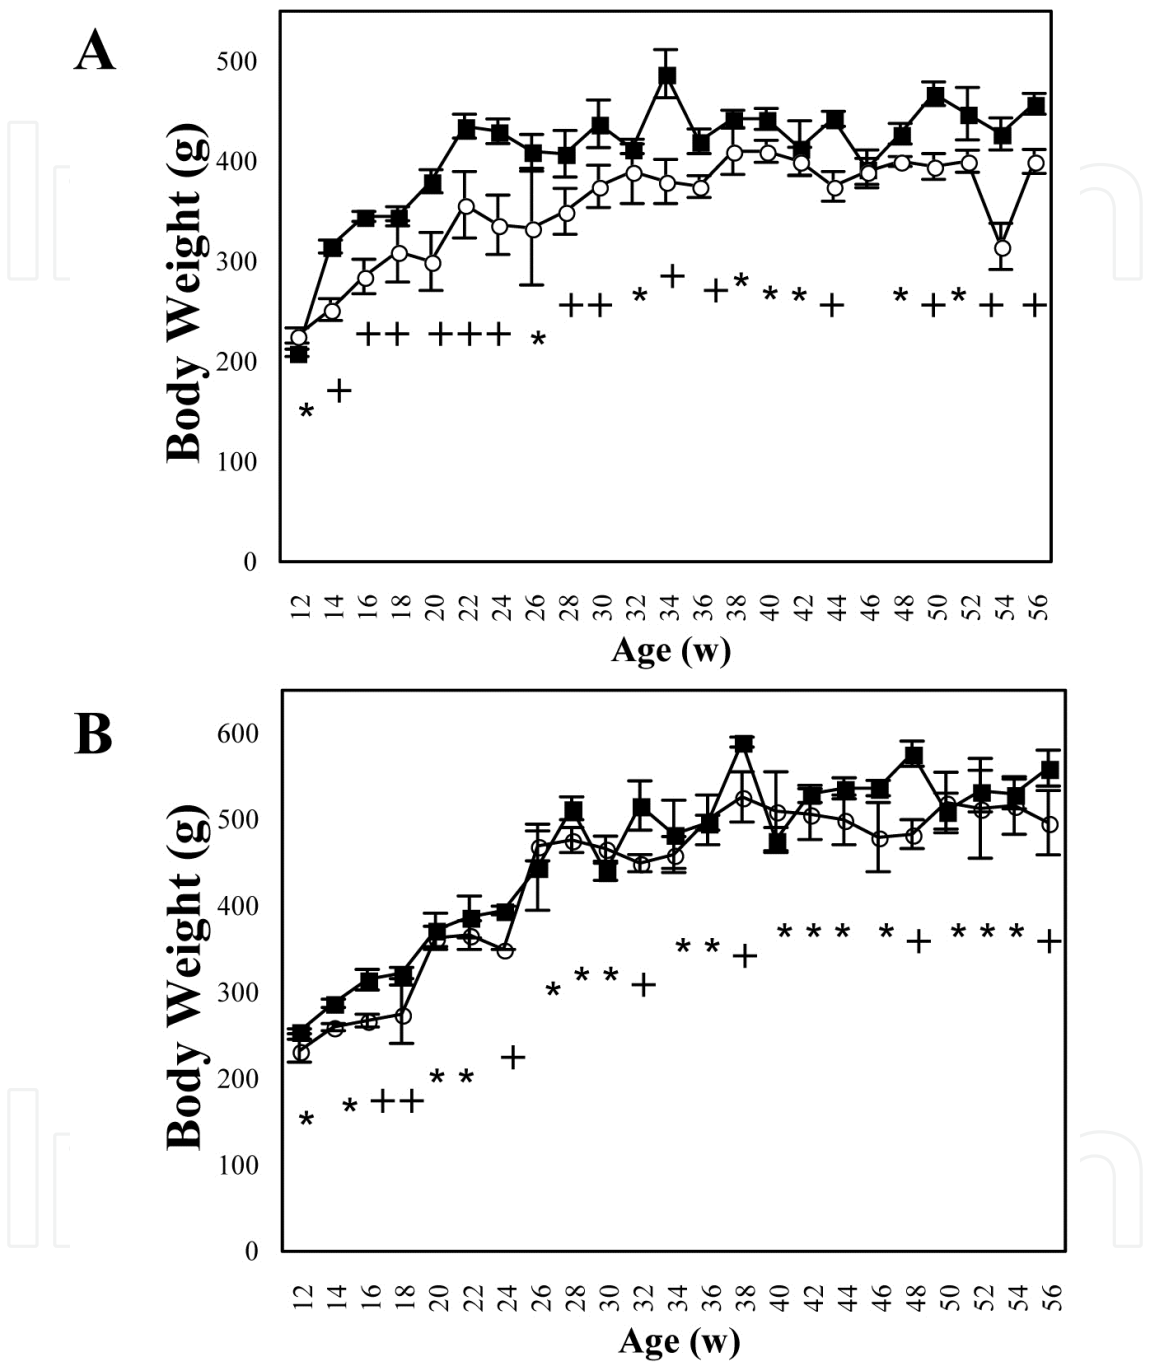 A
Body Weight (g)
500
400
300
200
100
0
+ * + + * * * + * + * + +
+ +
+ + + + + *
+
*
12 14 16 18 20 22 24 26 28 30 32 34 36 38 40 42 44 46 48 50 52 54 56
Age (w)
B
Body Weight (g)
600
500
400
300
200
100
0
* * * * + * * * +
* * +
* * * +
* * +
* * + +
12 14 16 18 20 22 24 26 28 30 32 34 36 38 40 42 44 46 48 50 52 54 56
Age (w)